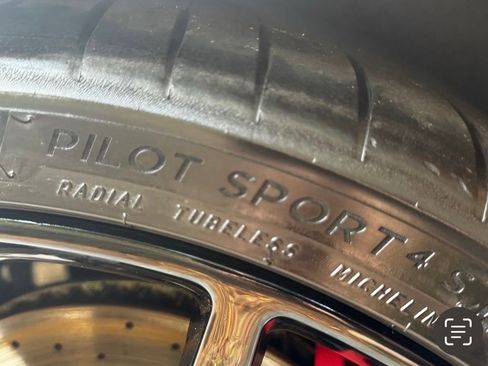 PILOT SPORT 4 S
RADIAL TUBELESS MICHELIN